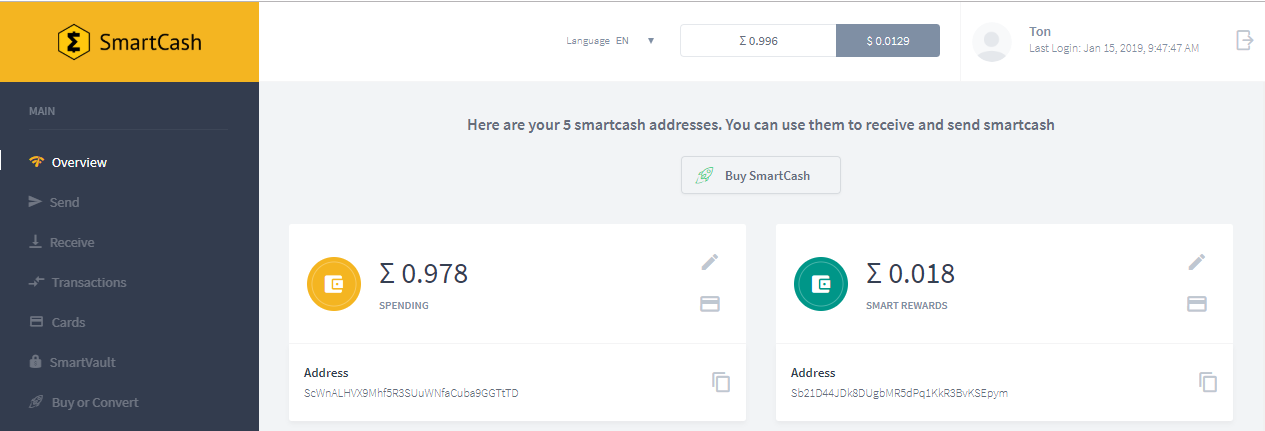 SmartCash
Language EN
Σ 0.996
$ 0.0129
Ton
Last Login: Jan 15, 2019, 9:47:47 AM
MAIN
Overview
Send
Receive
Transactions
Cards
SmartVault
Buy or Convert
Here are your 5 smartcash addresses. You can use them to receive and send smartcash
Buy SmartCash
Σ 0.978
SPENDING
Address
ScWnALHVX9Mhf5R3SUuWNfaCuba9GGTtTD
Σ 0.018
SMART REWARDS
Address
Sb21D44JDk8DUgbMR5dPq1KkR3BvKSEpym